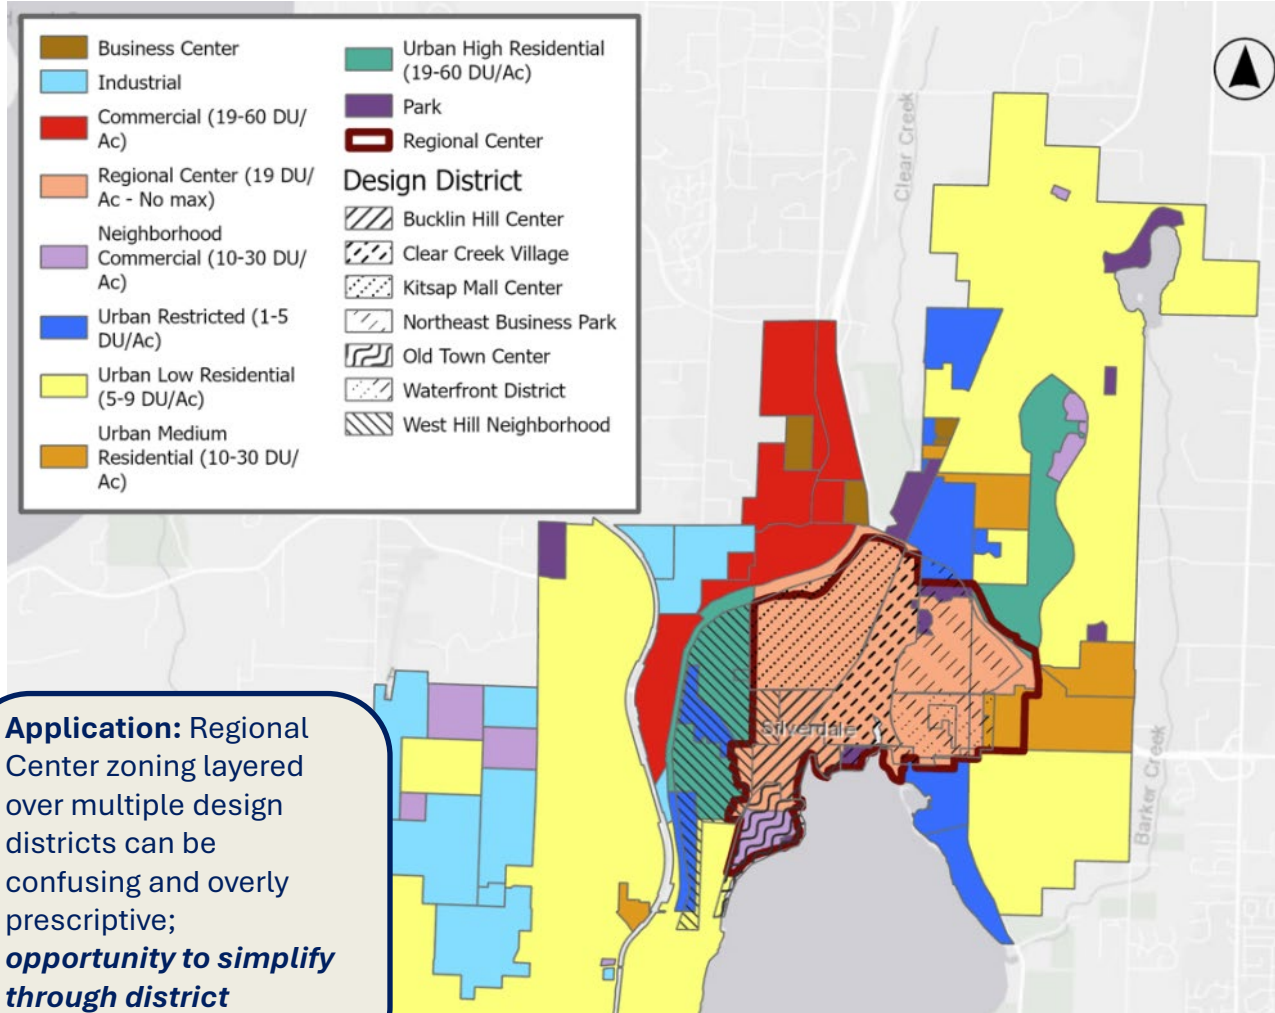 Business Center
Industrial
Commercial (19-60 DU/
Ac)
Regional Center (19 DU/
Ac - No max)
Neighborhood
Commercial (10-30 DU/
Ac)
Urban Restricted (1-5
DU/Ac)
Urban Low Residential
(5-9 DU/Ac)
Urban Medium
Residential (10-30 DU/
Ac)
Urban High Residential
(19-60 DU/Ac)
Park
Regional Center
Design District
Bucklin Hill Center
Clear Creek Village
Kitsap Mall Center
Northeast Business Park
Old Town Center
Waterfront District
West Hill Neighborhood
Clear Creek
Silverdale
Barker Creek
Application: Regional
Center zoning layered
over multiple design
districts can be
confusing and overly
prescriptive;
opportunity to simplify
through district